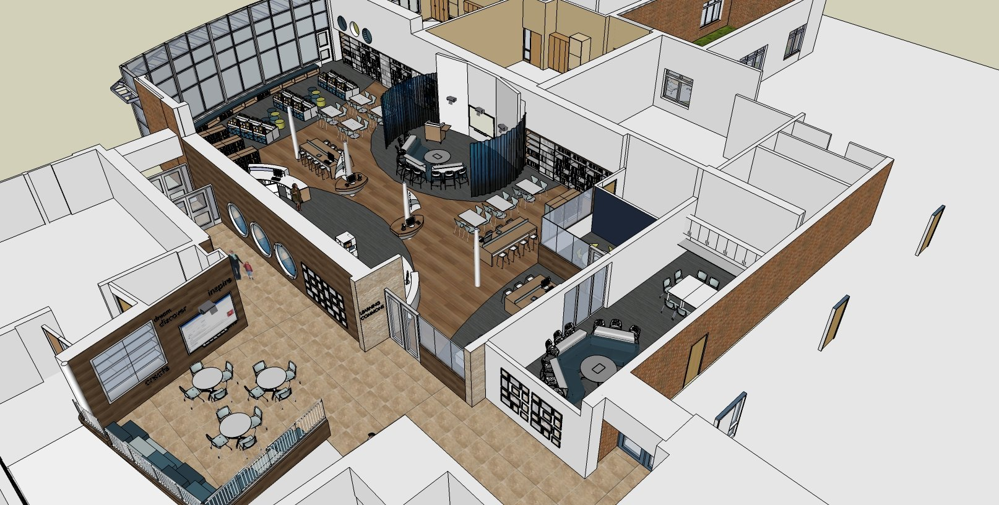 dream
discover
inspire
create
LEARNING
COMMONS